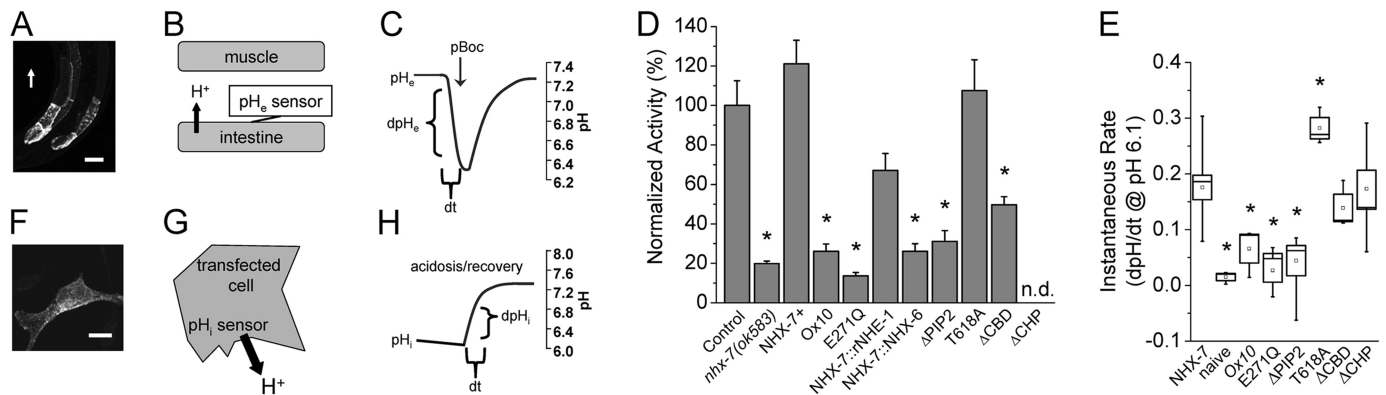 A
B
muscle
H+
pHe sensor
intestine
C
pBoc
pHe
dpHe
dt
7.4
7.2
7.0
6.8
6.6
6.4
6.2
pH
D
Normalized Activity (%)
140
120
100
80
60
40
20
0
*
*
*
*
*
*
n.d.
Control
nhx-7(ok583)
NHX-7+
Ox10
E271Q
NHX-7::rNHE-1
NHX-7::NHX-6
ΔPIP2
T618A
ΔCBD
ΔCHP
E
Instantaneous Rate
(dpH/dt @ pH 6.1)
0.4
0.3
0.2
0.1
0.0
-0.1
*
*
*
*
*
NHX-7
naive
Ox10
E271Q
ΔPIP2
T618A
ΔCBD
ΔCHP
F
G
transfected
cell
pHi sensor
H+
H
acidosis/recovery
pHi
dpHi
dt
8.0
7.6
7.2
6.8
6.4
6.0
pH